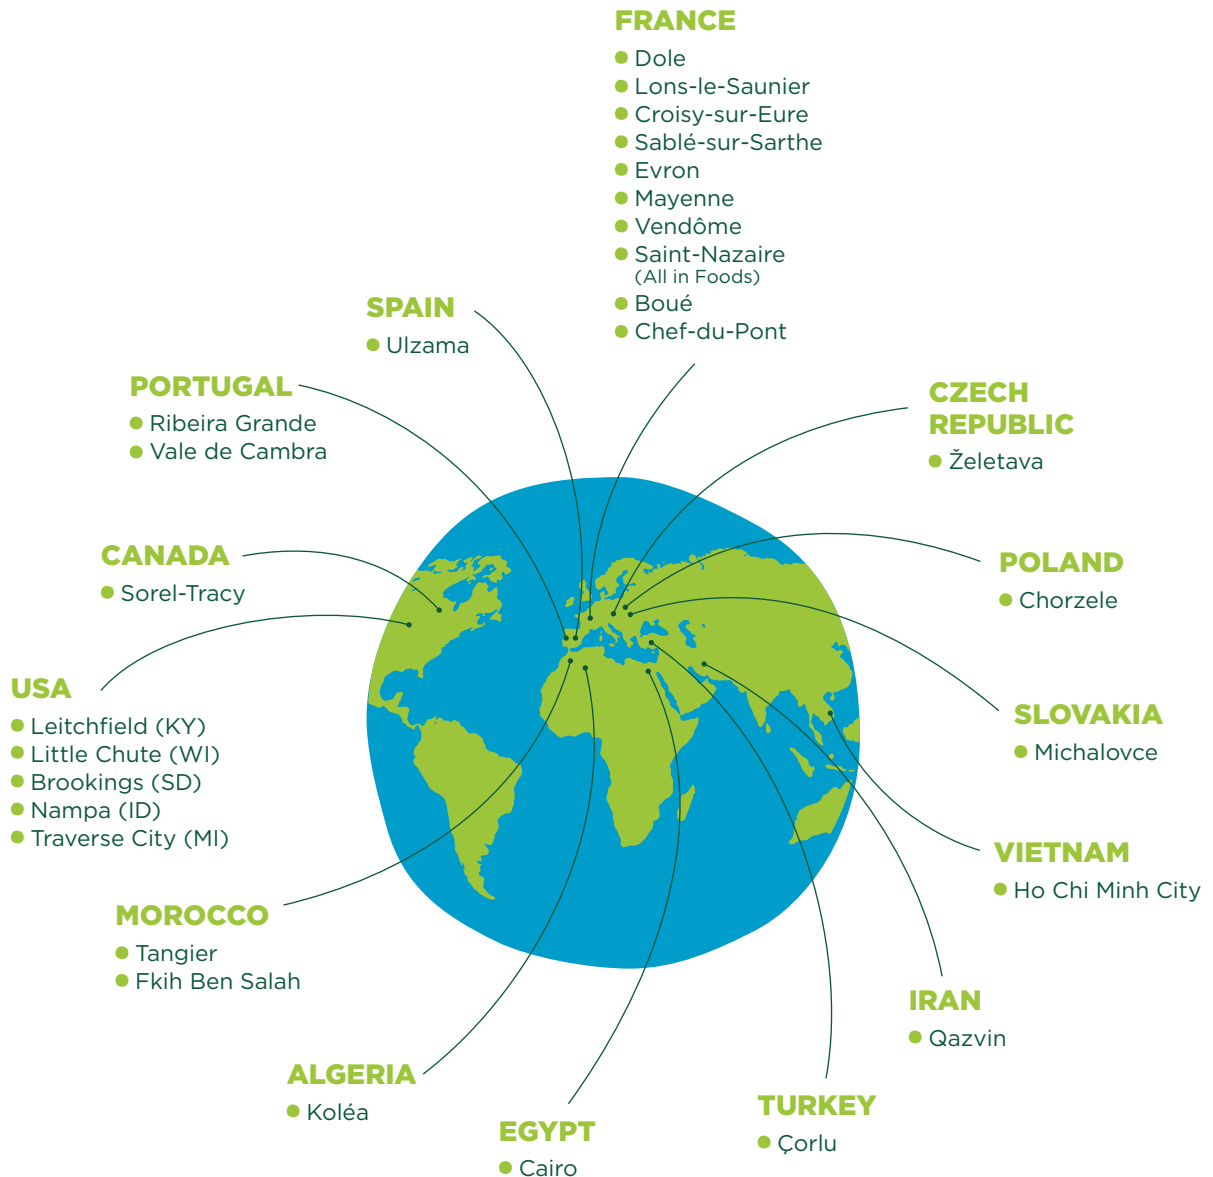 FRANCE
Dole
Lons-le-Saunier
Croisy-sur-Eure
Sablé-sur-Sarthe
Evron
Mayenne
Vendôme
Saint-Nazaire
(All in Foods)
Boué
Chef-du-Pont
SPAIN
Ulzama
PORTUGAL
Ribeira Grande
Vale de Cambra
CZECH
REPUBLIC
Želetava
CANADA
Sorel-Tracy
POLAND
Chorzele
USA
Leitchfield (KY)
Little Chute (WI)
Brookings (SD)
Nampa (ID)
Traverse City (MI)
SLOVAKIA
Michalovce
VIETNAM
Ho Chi Minh City
MOROCCO
Tangier
Fkih Ben Salah
IRAN
Qazvin
ALGERIA
Koléa
EGYPT
Cairo
TURKEY
Çorlu